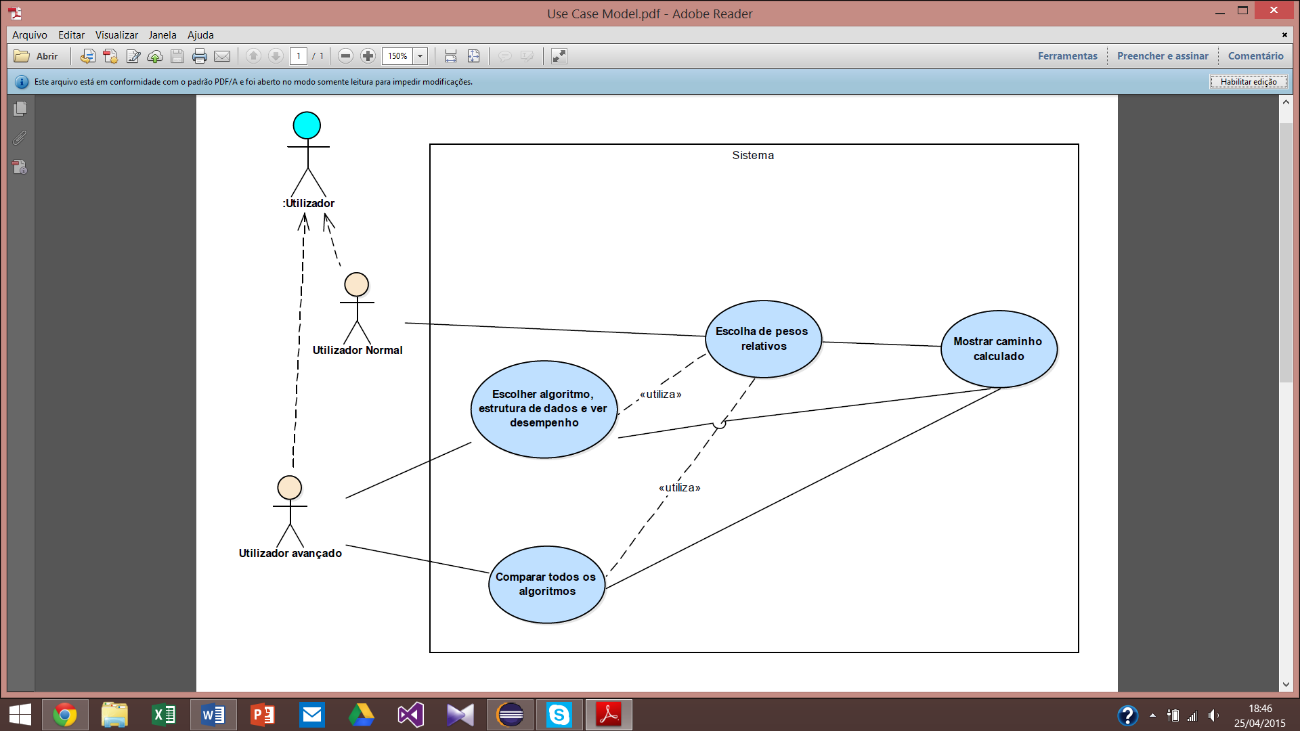 Use Case Model.pdf - Adobe Reader
Arquivo Editar Visualizar Janela Ajuda
Abrir 1 / 1 150% Ferramentas Preencher e assinar Comentário
Este arquivo está em conformidade com o padrão PDF/A e foi aberto no modo somente leitura para impedir modificações. Habilitar edição
Sistema
:Utilizador
Utilizador Normal
Escolha de pesos
relativos
Mostrar caminho
calculado
Escolher algoritmo,
estrutura de dados e ver
desempenho
«utiliza»
«utiliza»
Utilizador avançado
Comparar todos os
algoritmos
18:46
25/04/2015